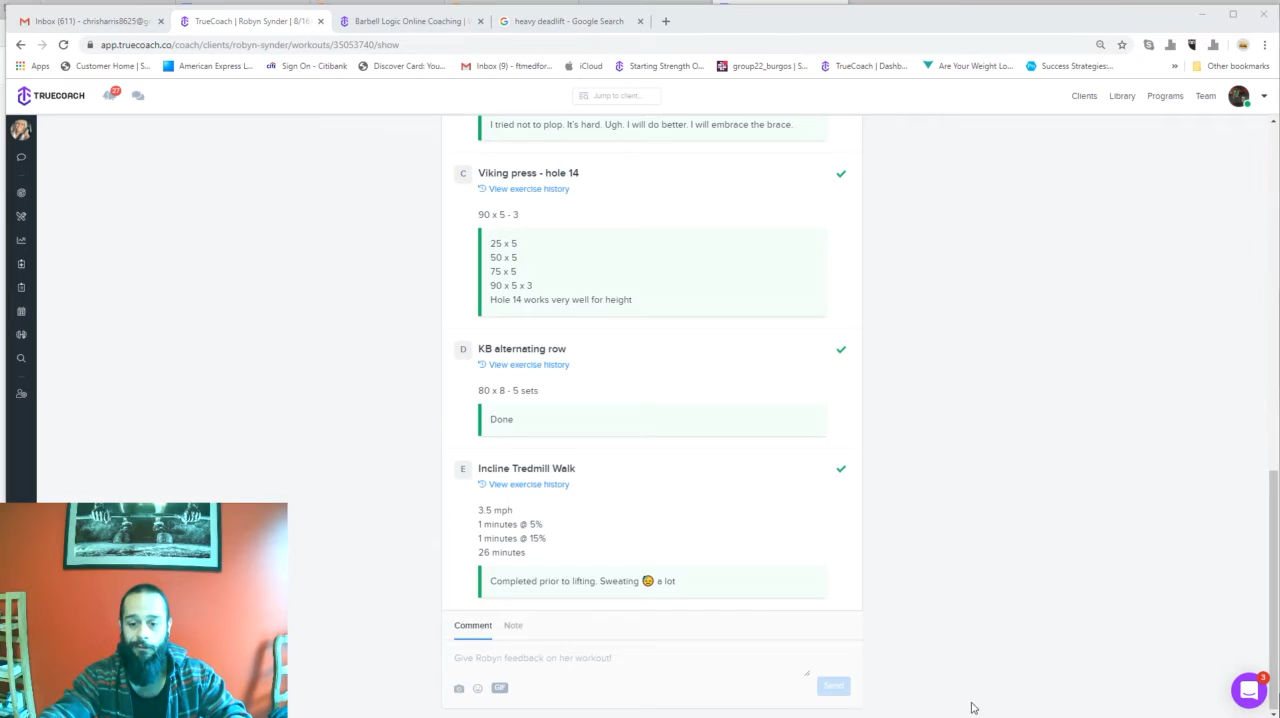 Inbox (611) - chrisharris8625@g
TrueCoach | Robyn Synder | 8/16
Barbell Logic Online Coaching |
heavy deadlift - Google Search
app.truecoach.co/coach/clients/robyn-synder/workouts/35053740/show
Apps
Customer Home | S...
American Express L...
Sign On - Citibank
Discover Card: You...
Inbox (9) - ftmedfor...
iCloud
Starting Strength O...
group22_burgos | S...
TrueCoach | Dashb...
Are Your Weight Lo...
Success Strategies:...
»
Other bookmarks
TRUECOACH
27
Jump to client...
Clients
Library
Programs
Team
I tried not to plop. It's hard. Ugh. I will do better. I will embrace the brace.
C
Viking press - hole 14
View exercise history
90 x 5 - 3
25 x 5
50 x 5
75 x 5
90 x 5 x 3
Hole 14 works very well for height
D
KB alternating row
View exercise history
80 x 8 - 5 sets
Done
E
Incline Tredmill Walk
View exercise history
3.5 mph
1 minutes @ 5%
1 minutes @ 15%
26 minutes
Completed prior to lifting. Sweating 😓 a lot
Comment
Note
Give Robyn feedback on her workout!
GIF
Send
3